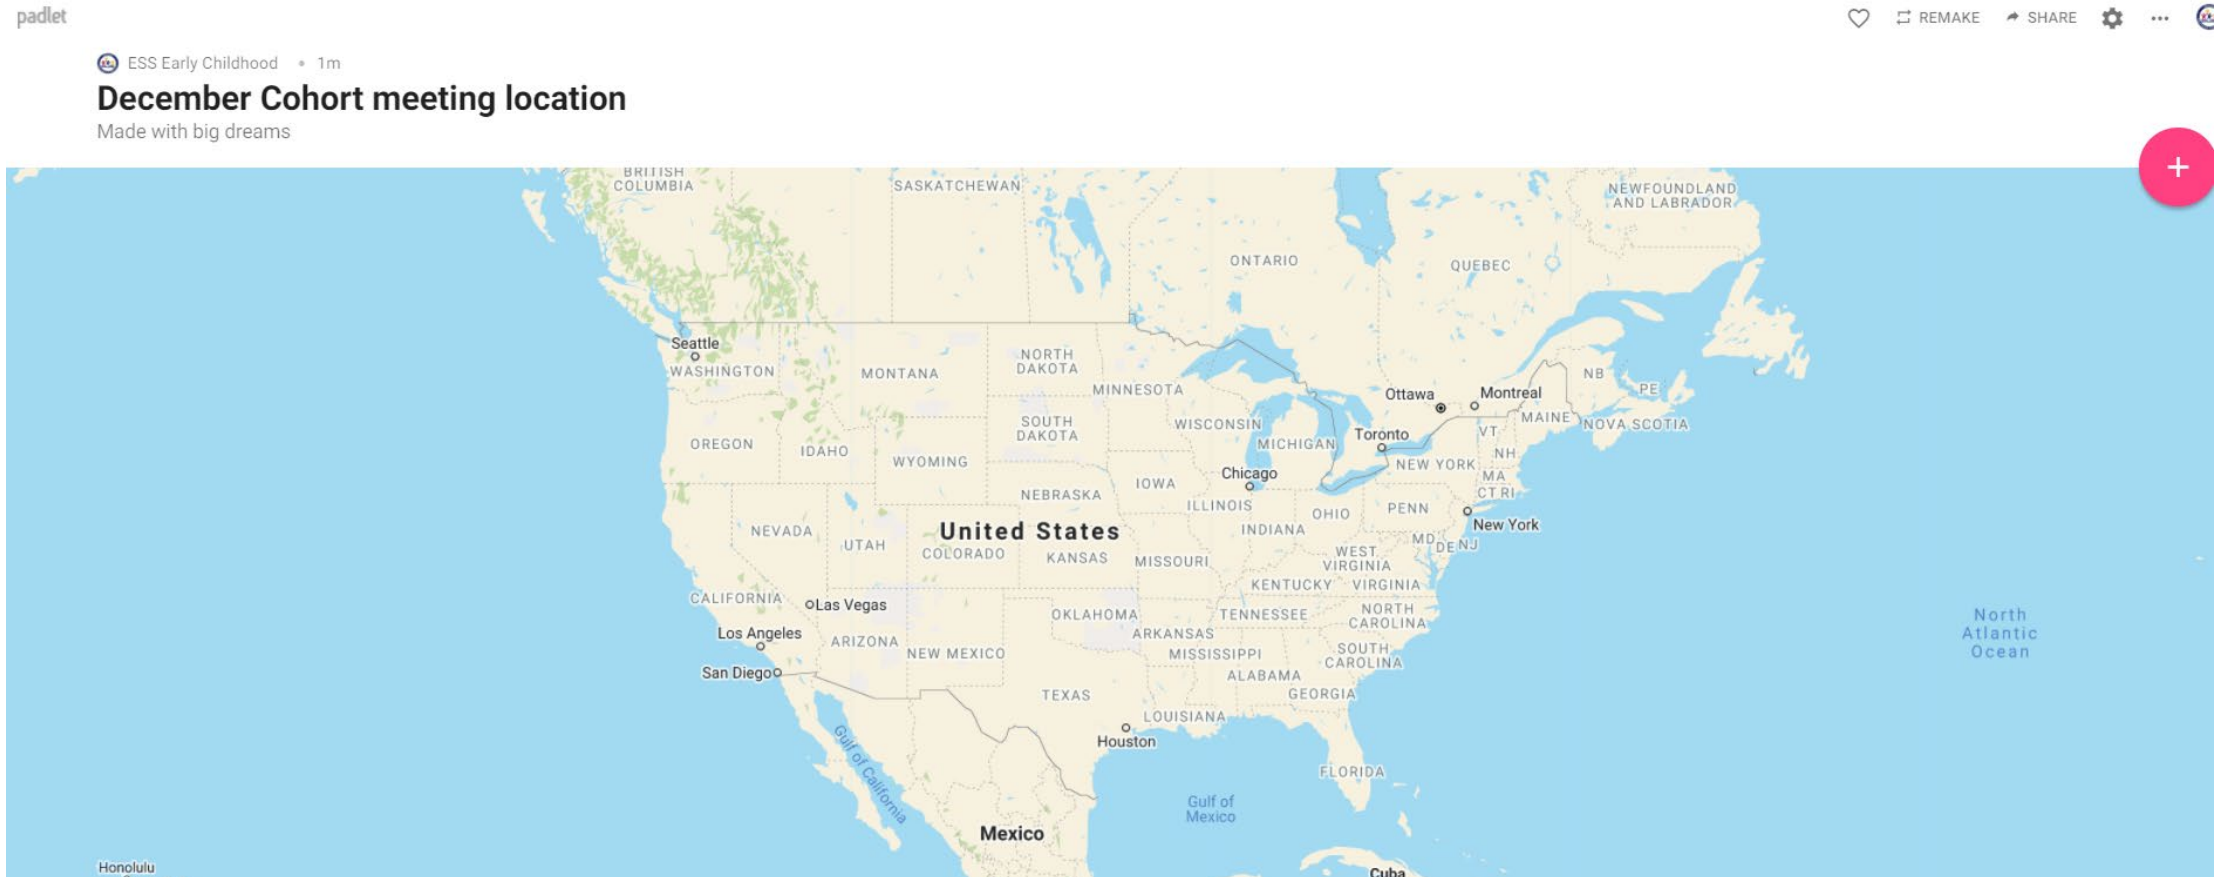 padlet
REMAKE
SHARE
ESS Early Childhood • 1m
December Cohort meeting location
Made with big dreams
BRITISH
COLUMBIA
SASKATCHEWAN
NEWFOUNDLAND
AND LABRADOR
ONTARIO
QUEBEC
Seattle
WASHINGTON
MONTANA
NORTH
DAKOTA
MINNESOTA
Ottawa
Montreal
NB
PE
OREGON
IDAHO
WYOMING
SOUTH
DAKOTA
WISCONSIN
MICHIGAN
Toronto
VT
MAINE
NOVA SCOTIA
NEW YORK
NH
MA
CT RI
Chicago
IOWA
NEBRASKA
ILLINOIS
INDIANA
OHIO
PENN
New York
NEVADA
UTAH
United States
COLORADO
KANSAS
MISSOURI
WEST
VIRGINIA
MD
DE
NJ
KENTUCKY
VIRGINIA
CALIFORNIA
Las Vegas
OKLAHOMA
TENNESSEE
NORTH
CAROLINA
Los Angeles
ARIZONA
NEW MEXICO
ARKANSAS
MISSISSIPPI
SOUTH
CAROLINA
North
Atlantic
Ocean
San Diego
TEXAS
ALABAMA
GEORGIA
LOUISIANA
Houston
Gulf of California
FLORIDA
Gulf of
Mexico
Mexico
Honolulu
Cuba